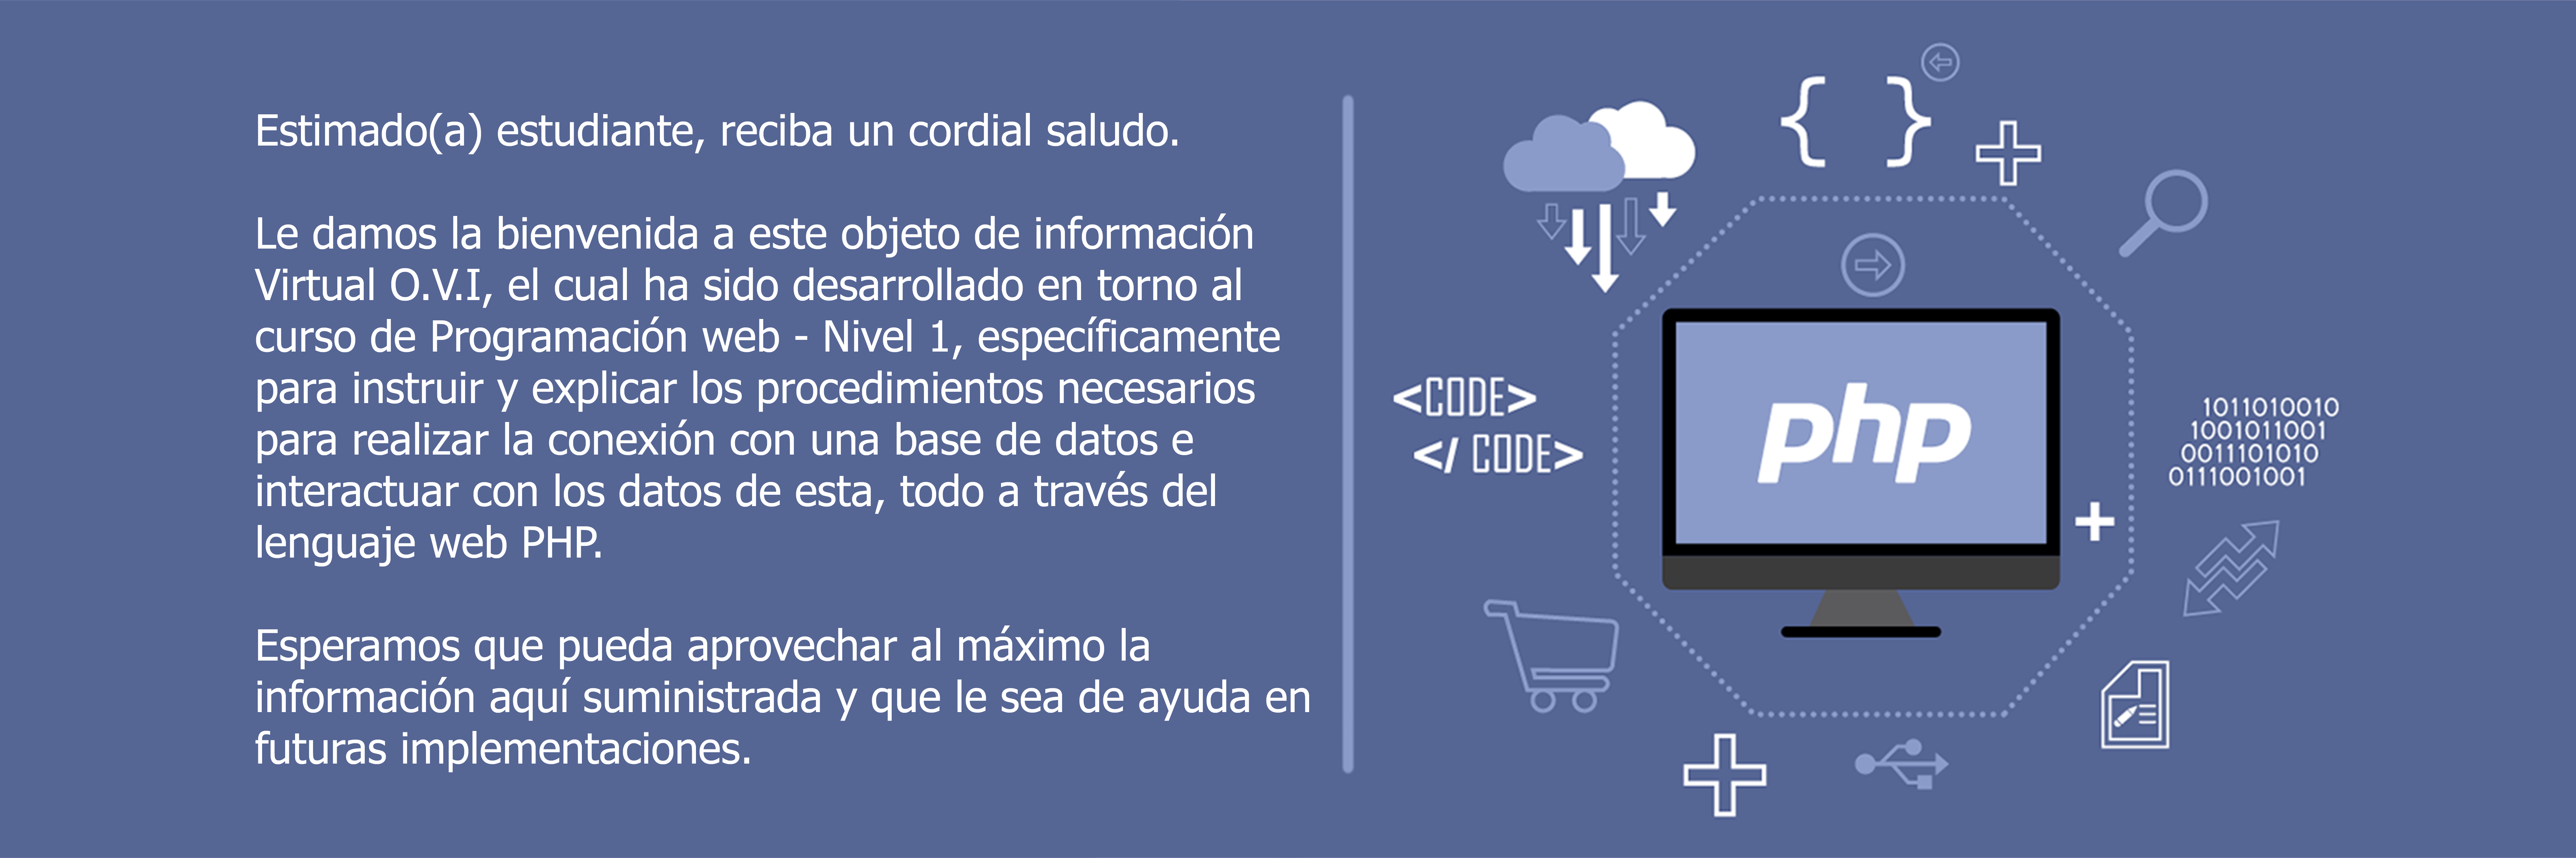 Estimado(a) estudiante, reciba un cordial saludo.
Le damos la bienvenida a este objeto de información
Virtual O.V.I, el cual ha sido desarrollado en torno al
curso de Programación web - Nivel 1, específicamente
para instruir y explicar los procedimientos necesarios
para realizar la conexión con una base de datos e
interactuar con los datos de esta, todo a través del
lenguaje web PHP.
Esperamos que pueda aprovechar al máximo la
información aquí suministrada y que le sea de ayuda en
futuras implementaciones.
{ }
<CODE>
</ CODE>
php
1011010010
1001011001
0011101010
0111001001